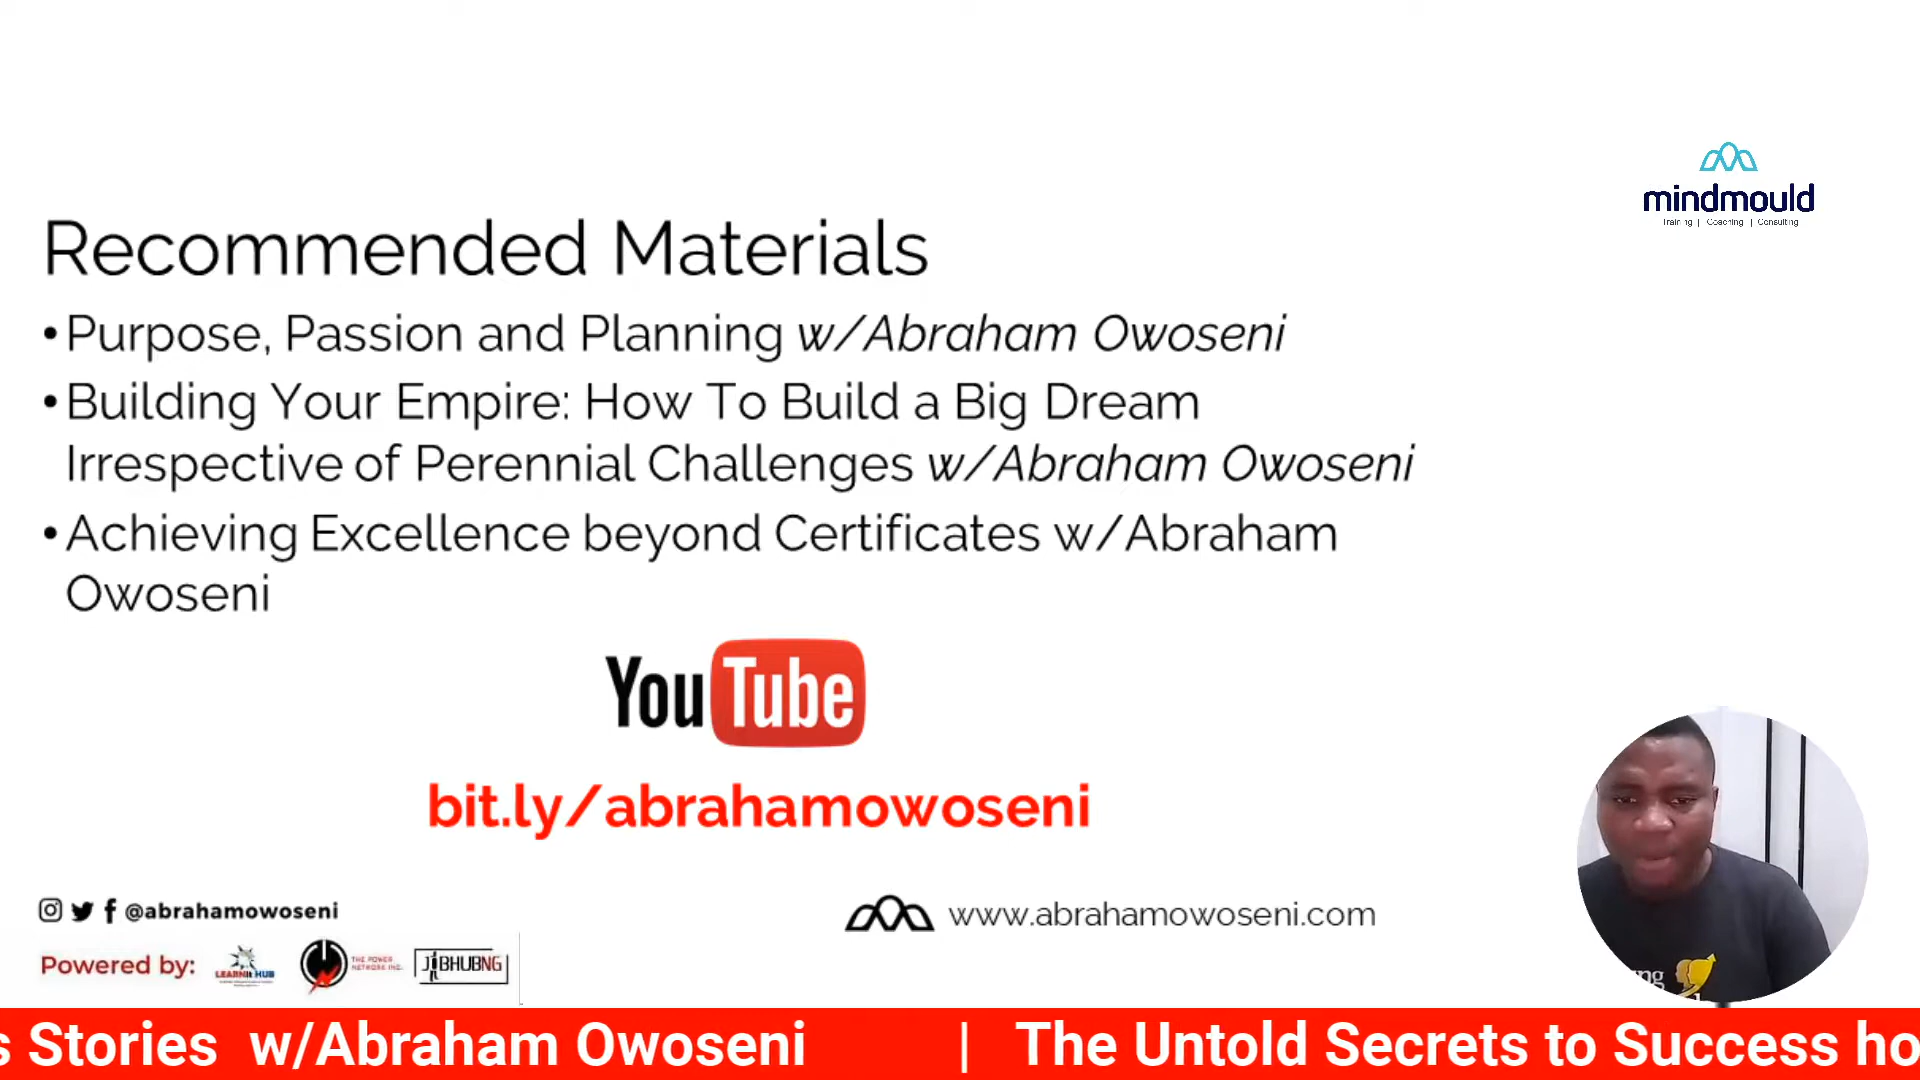 mindmould
Training | Coaching | Consulting
Recommended Materials
• Purpose, Passion and Planning w/Abraham Owoseni
• Building Your Empire: How To Build a Big Dream
Irrespective of Perennial Challenges w/Abraham Owoseni
• Achieving Excellence beyond Certificates w/Abraham
Owoseni
YouTube
bit.ly/abrahamowoseni
@abrahamowoseni
www.abrahamowoseni.com
Powered by:
LEARNit HUB
THE POWER
NETWORK INC.
JOBHUBNG
ng
s Stories w/Abraham Owoseni | The Untold Secrets to Success ho